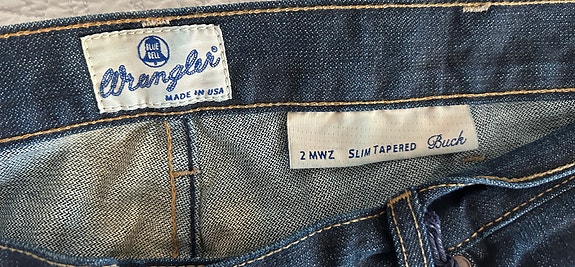 BLUE
BELL
Wrangler®
MADE IN USA
2 MWZ SLIM TAPERED Buck